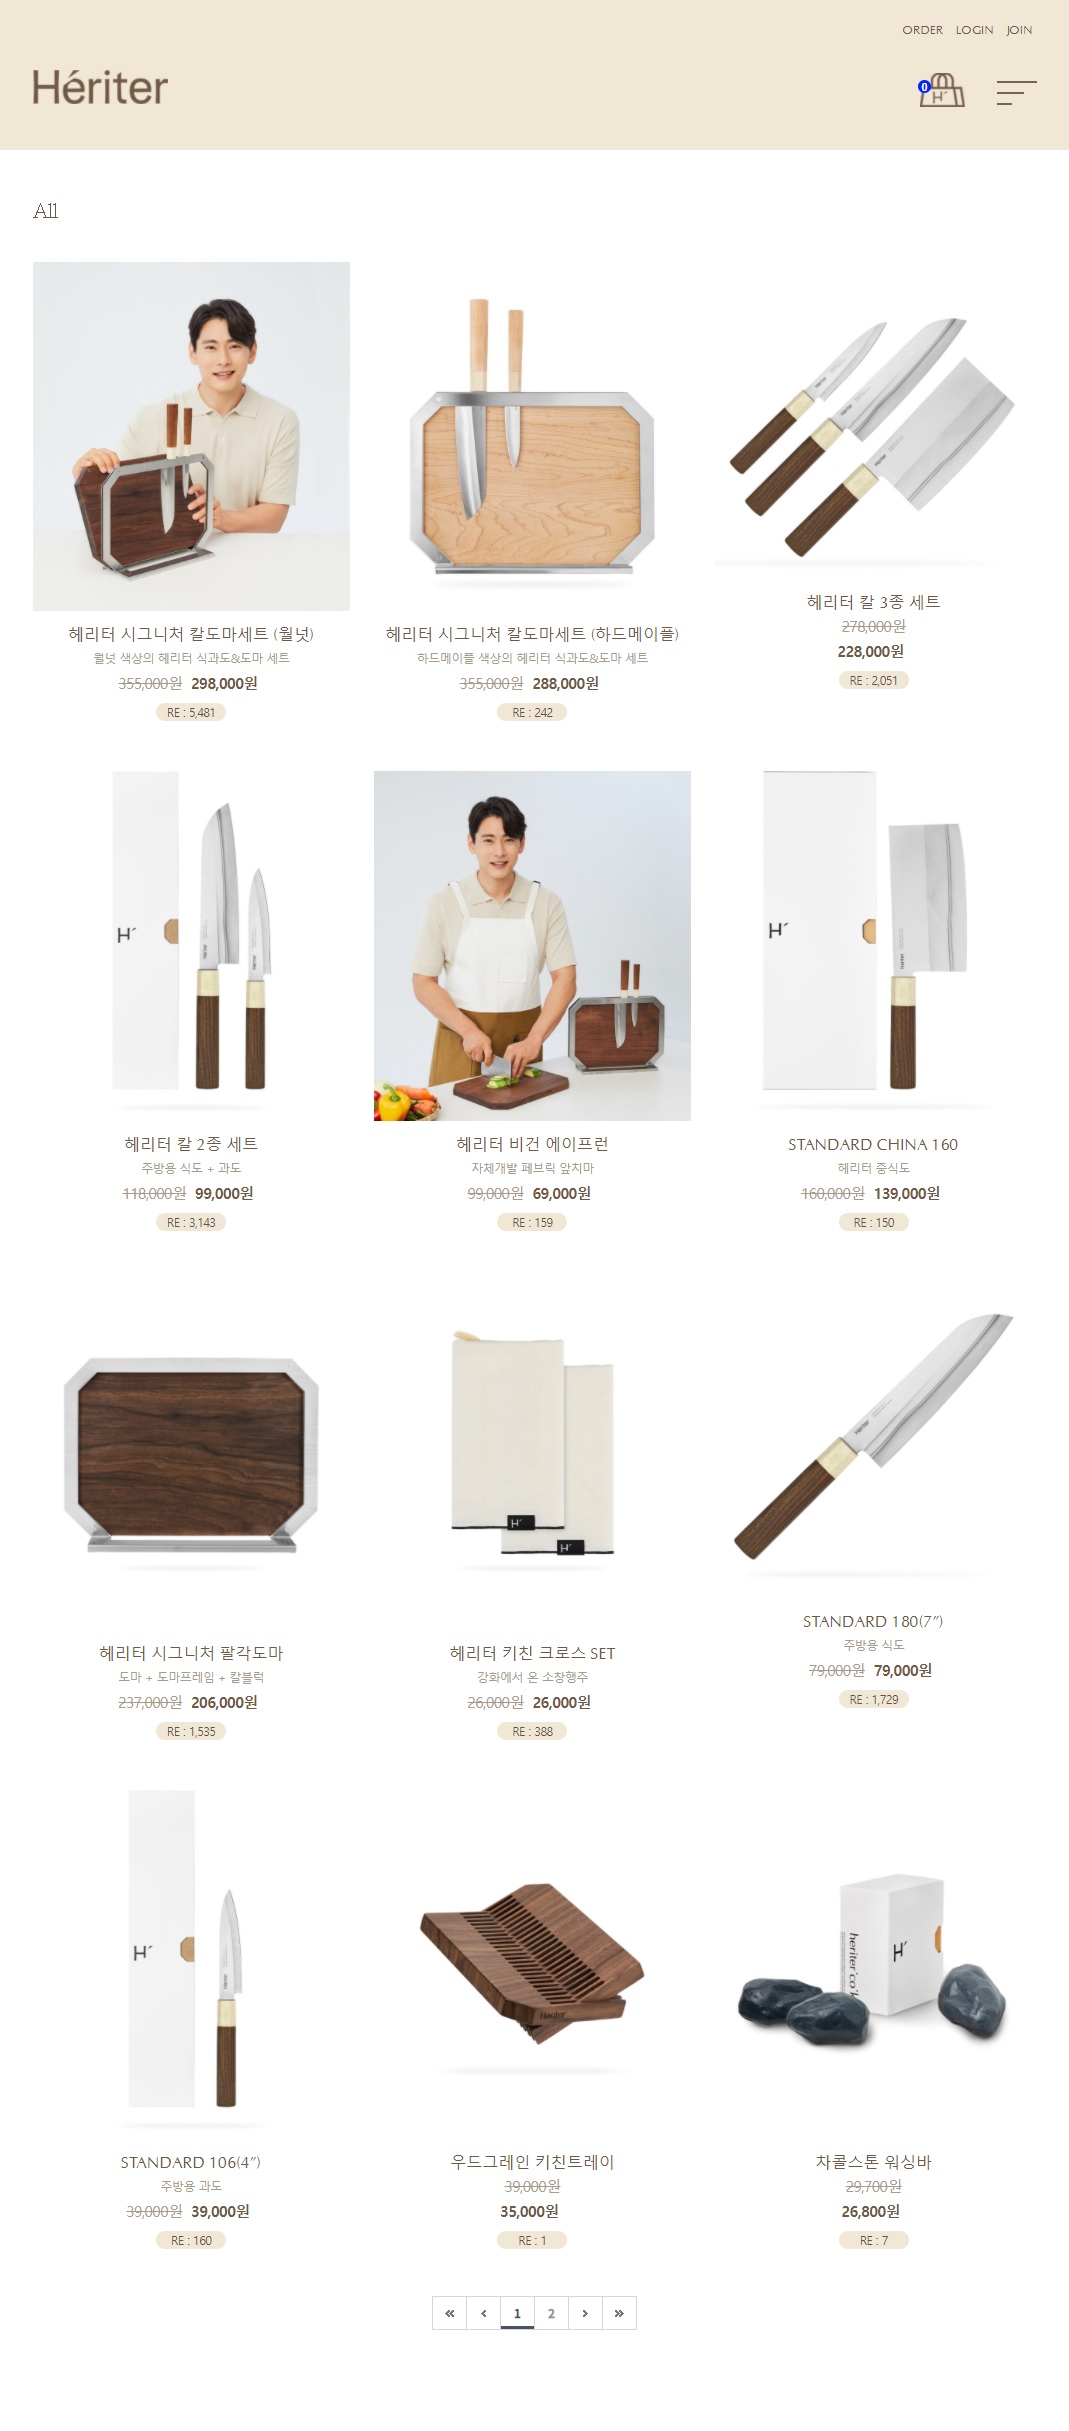 ORDER LOGIN JOIN
Hériter
0
H´
All
헤리터 시그니처 칼도마세트 (월넛)
월넛 색상의 헤리터 식과도&도마 세트
355,000원 298,000원
RE : 5,481
헤리터 시그니처 칼도마세트 (하드메이플)
하드메이플 색상의 헤리터 식과도&도마 세트
355,000원 288,000원
RE : 242
Hériter
Hériter
Hériter
헤리터 칼 3종 세트
278,000원
228,000원
RE : 2,051
H´
Hériter
Hériter
헤리터 칼 2종 세트
주방용 식도 + 과도
118,000원 99,000원
RE : 3,143
헤리터 비건 에이프런
자체개발 페브릭 앞치마
99,000원 69,000원
RE : 159
H´
Hériter
STANDARD CHINA 160
헤리터 중식도
160,000원 139,000원
RE : 150
헤리터 시그니처 팔각도마
도마 + 도마프레임 + 칼블럭
237,000원 206,000원
RE : 1,535
H´
H´
헤리터 키친 크로스 SET
강화에서 온 소창행주
26,000원 26,000원
RE : 388
Hériter
STANDARD 180(7”)
주방용 식도
79,000원 79,000원
RE : 1,729
H´
Hériter
STANDARD 106(4”)
주방용 과도
39,000원 39,000원
RE : 160
Hériter
우드그레인 키친트레이
39,000원
35,000원
RE : 1
H´
차콜스톤 워싱바
29,700원
26,800원
RE : 7
« ‹ 1 2 › »